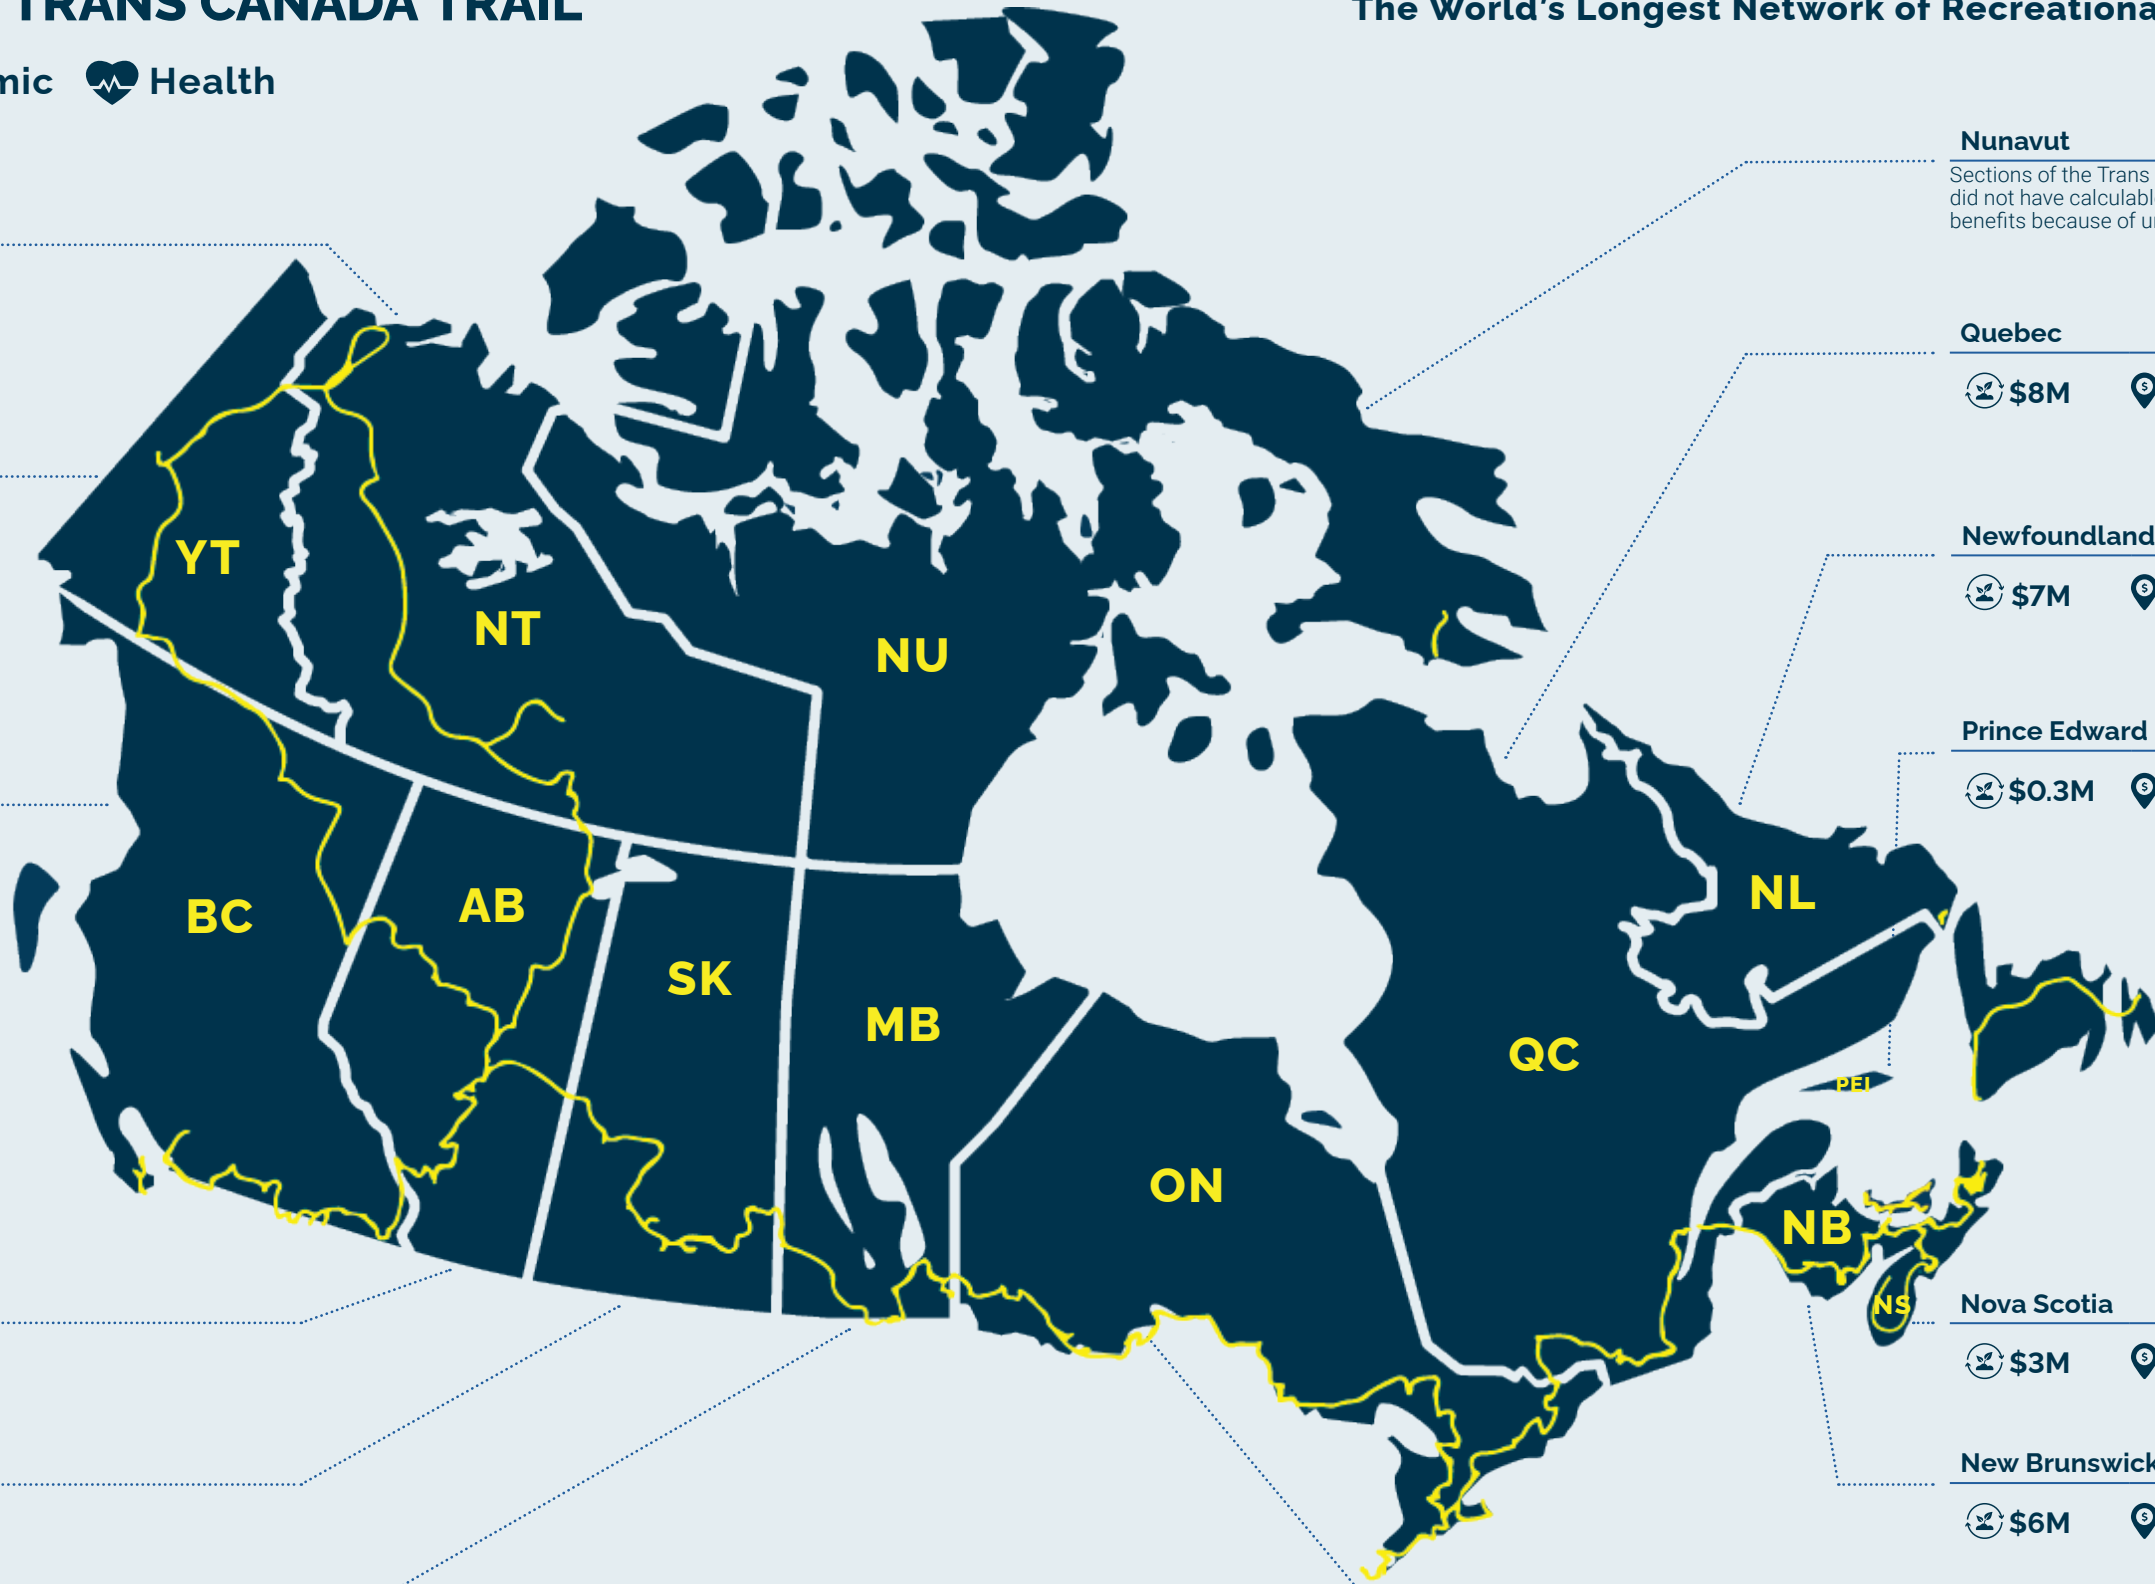 TRANS CANADA TRAIL
The World's Longest Network of Recreationa
mic Health
Nunavut
Sections of the Trans
did not have calculabl
benefits because of u
Quebec
$8M
Newfoundland
$7M
Prince Edward
$0.3M
YT
NT
NU
BC
AB
SK
MB
ON
QC
NL
PEI
NB
NS
Nova Scotia
$3M
New Brunswick
$6M